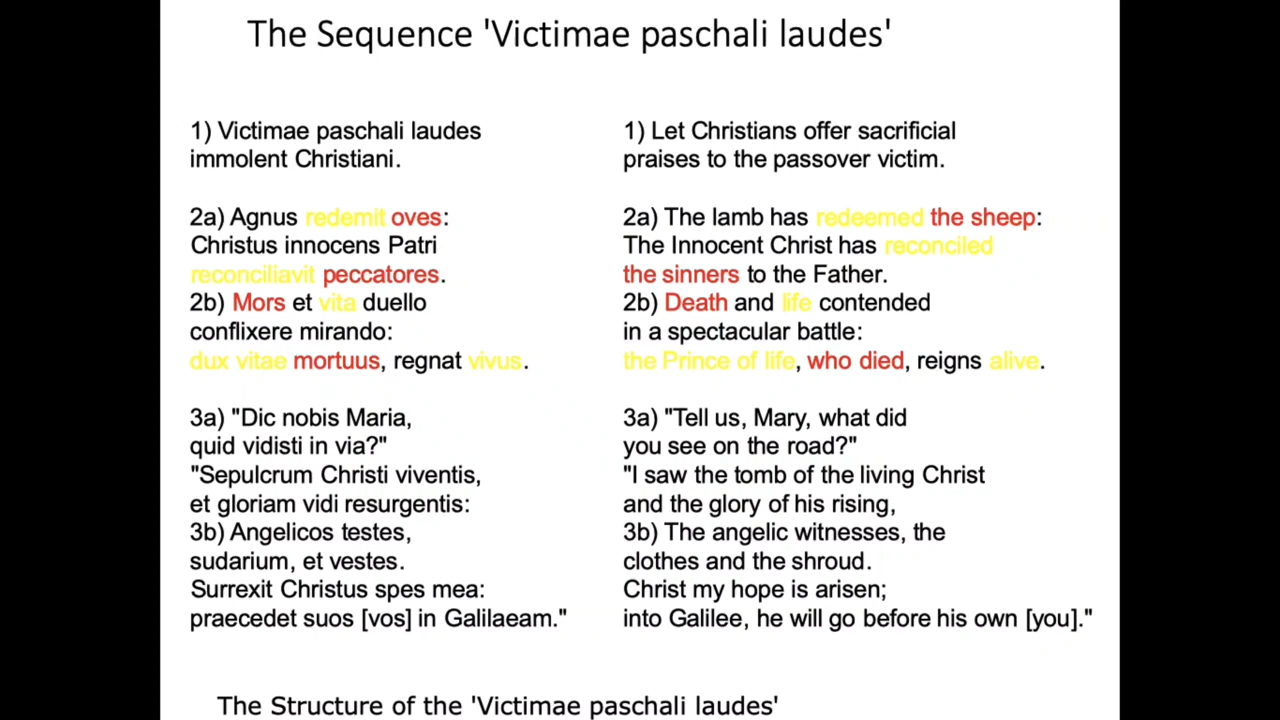 The Sequence 'Victimae paschali laudes'
1) Victimae paschali laudes
immolent Christiani.
2a) Agnus redemit oves:
Christus innocens Patri
reconciliavit peccatores.
2b) Mors et vita duello
conflixere mirando:
dux vitae mortuus, regnat vivus.
3a) "Dic nobis Maria,
quid vidisti in via?"
"Sepulcrum Christi viventis,
et gloriam vidi resurgentis:
3b) Angelicos testes,
sudarium, et vestes.
Surrexit Christus spes mea:
praecedet suos [vos] in Galilaeam."
1) Let Christians offer sacrificial
praises to the passover victim.
2a) The lamb has redeemed the sheep:
The Innocent Christ has reconciled
the sinners to the Father.
2b) Death and life contended
in a spectacular battle:
the Prince of life, who died, reigns alive.
3a) "Tell us, Mary, what did
you see on the road?"
"I saw the tomb of the living Christ
and the glory of his rising,
3b) The angelic witnesses, the
clothes and the shroud.
Christ my hope is arisen;
into Galilee, he will go before his own [you]."
The Structure of the 'Victimae paschali laudes'